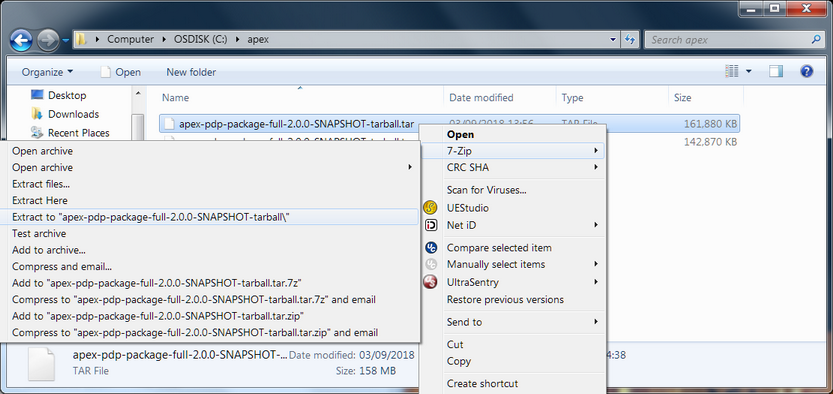 Computer ▸ OSDISK (C:) ▸ apex
Search apex
Organize ▾ Open New folder
Name Date modified Type Size
Desktop
Downloads
Recent Places
apex-pdp-package-full-2.0.0-SNAPSHOT-tarball.tar 03/09/2018 13:56 TAR File 161,880 KB
142,870 KB
Open archive
Open archive
Extract files...
Extract Here
Extract to "apex-pdp-package-full-2.0.0-SNAPSHOT-tarball\"
Test archive
Add to archive...
Compress and email...
Add to "apex-pdp-package-full-2.0.0-SNAPSHOT-tarball.tar.7z"
Compress to "apex-pdp-package-full-2.0.0-SNAPSHOT-tarball.tar.7z" and email
Add to "apex-pdp-package-full-2.0.0-SNAPSHOT-tarball.tar.zip"
Compress to "apex-pdp-package-full-2.0.0-SNAPSHOT-tarball.tar.zip" and email
Open
7-Zip
CRC SHA
Scan for Viruses...
UEStudio
Net iD
Compare selected item
Manually select items
UltraSentry
Restore previous versions
Send to
Cut
Copy
Create shortcut
apex-pdp-package-full-2.0.0-SNAPSHOT-... Date modified: 03/09/2018
4:38
TAR File Size: 158 MB